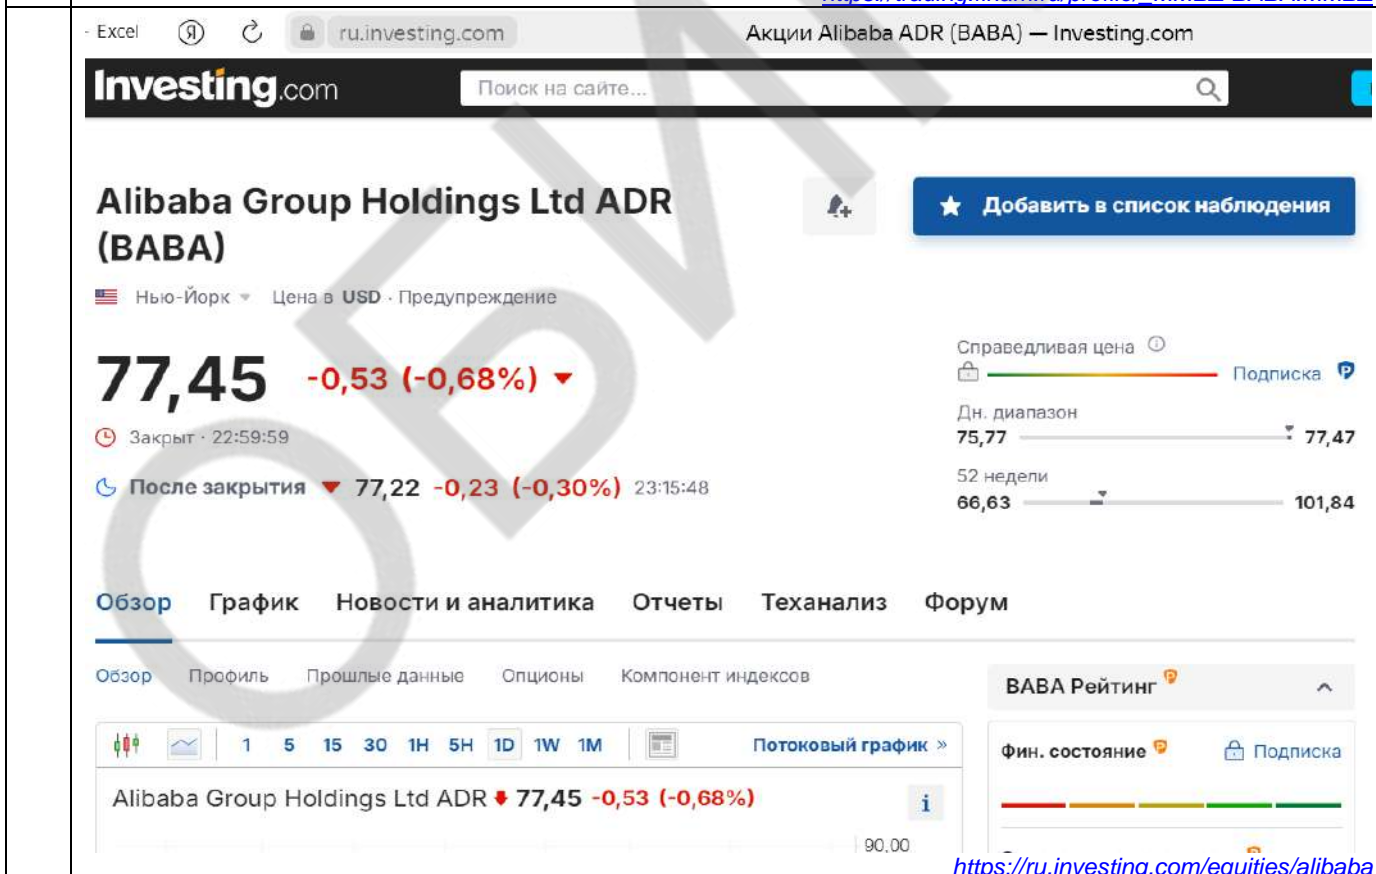 - Excel
Я
ru.investing.com
Акции Alibaba ADR (BABA) — Investing.com
Investing.com
Поиск на сайте...
Alibaba Group Holdings Ltd ADR
(BABA)
Добавить в список наблюдения
Нью-Йорк
Цена в USD · Предупреждение
77,45 -0,53 (-0,68%)
Закрыт · 22:59:59
После закрытия 77,22 -0,23 (-0,30%) 23:15:48
Справедливая цена
Подписка
Дн. диапазон
75,77 77,47
52 недели
66,63 101,84
Обзор График Новости и аналитика Отчеты Теханализ Форум
Обзор Профиль Прошлые данные Опционы Компонент индексов
1 5 15 30 1H 5H 1D 1W 1M Потоковый график »
Alibaba Group Holdings Ltd ADR 77,45 -0,53 (-0,68%)
i
90,00
BABA Рейтинг
Фин. состояние
Подписка
https://ru.investing.com/equities/alibaba
ОБИ